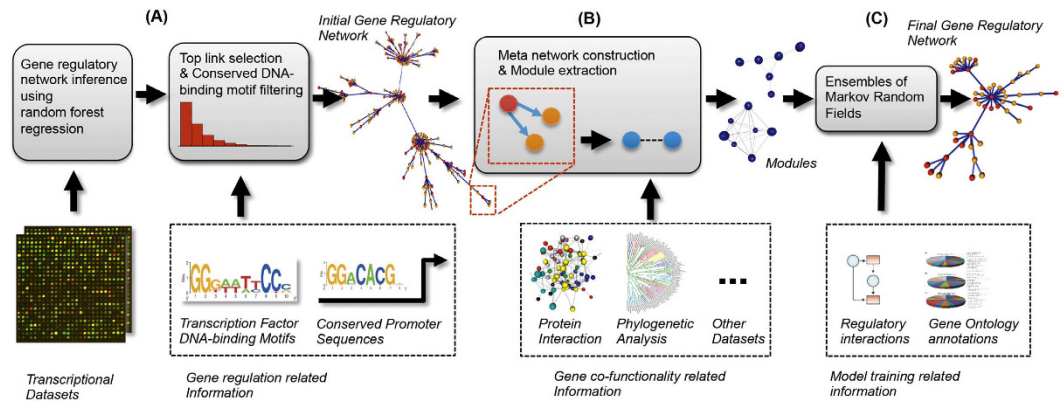 (A)
(B)
(C)
Gene regulatory
network inference
using
random forest
regression
Top link selection
& Conserved DNA-
binding motif filtering
Initial Gene Regulatory
Network
Meta network construction
& Module extraction
Modules
Ensembles of
Markov Random
Fields
Final Gene Regulatory
Network
Transcriptional
Datasets
GGTTATTCCC
GGACACG
Transcription Factor
DNA-binding Motifs
Conserved Promoter
Sequences
Gene regulation related
Information
Protein
Interaction
Phylogenetic
Analysis
...
Other
Datasets
Gene co-functionality related
Information
Regulatory
interactions
Gene Ontology
annotations
Model training related
information